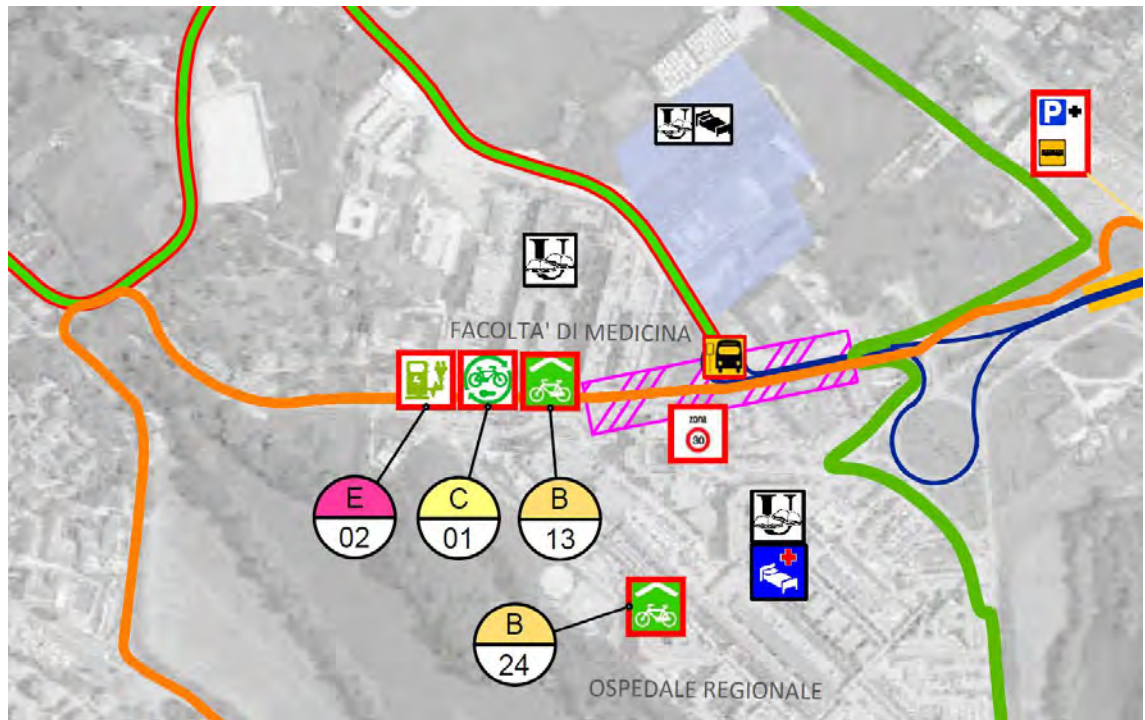 P+
FACOLTA' DI MEDICINA
zona
30
E
02
C
01
B
13
B
24
OSPEDALE REGIONALE